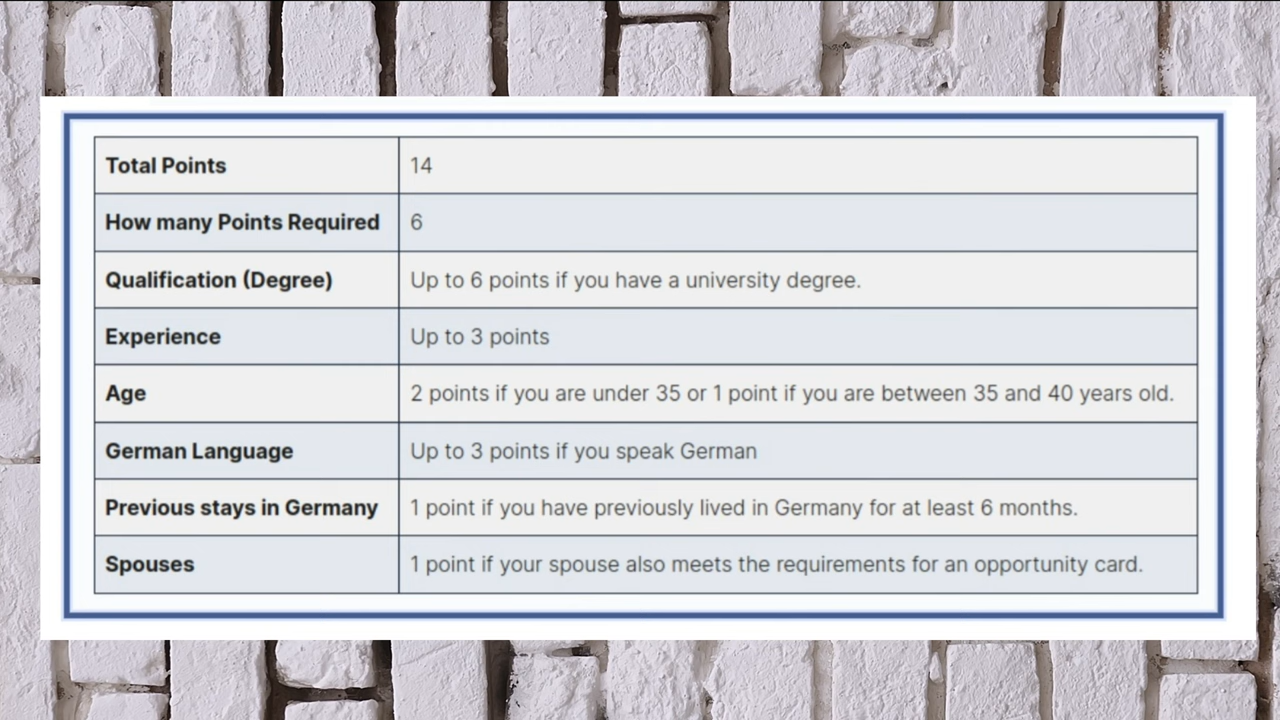 Total Points 14
How many Points Required 6
Qualification (Degree) Up to 6 points if you have a university degree.
Experience Up to 3 points
Age 2 points if you are under 35 or 1 point if you are between 35 and 40 years old.
German Language Up to 3 points if you speak German
Previous stays in Germany 1 point if you have previously lived in Germany for at least 6 months.
Spouses 1 point if your spouse also meets the requirements for an opportunity card.